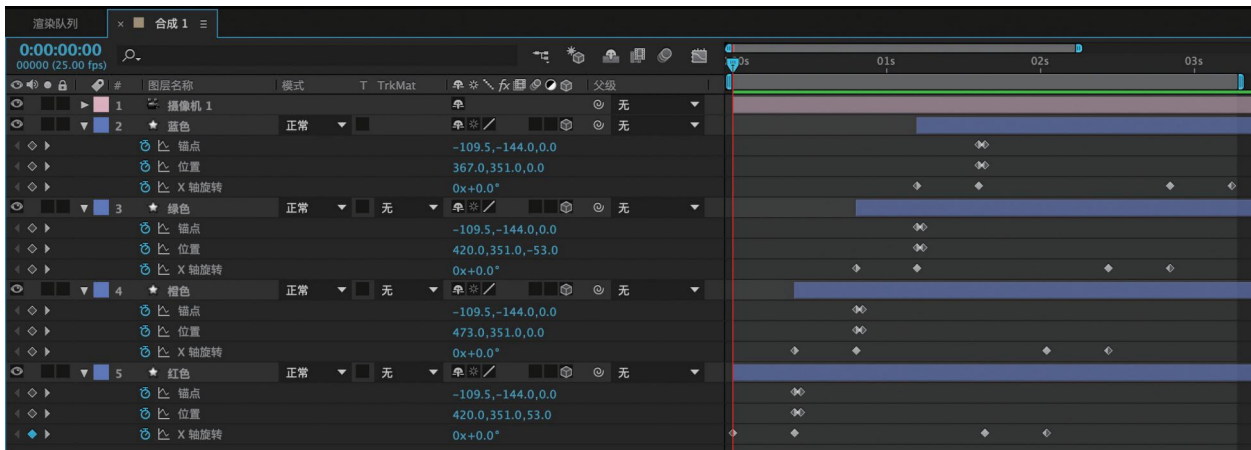 渲染队列 × 合成 1
0:00:00:00
00000 (25.00 fps)
:00s 01s 02s 03s
# 图层名称 模式 T TrkMat fx 父级
1 摄像机 1 无
2 蓝色 正常 无
锚点 -109.5,-144.0,0.0
位置 367.0,351.0,0.0
X 轴旋转 0x+0.0°
3 绿色 正常 无 无
锚点 -109.5,-144.0,0.0
位置 420.0,351.0,-53.0
X 轴旋转 0x+0.0°
4 橙色 正常 无 无
锚点 -109.5,-144.0,0.0
位置 473.0,351.0,0.0
X 轴旋转 0x+0.0°
5 红色 正常 无 无
锚点 -109.5,-144.0,0.0
位置 420.0,351.0,53.0
X 轴旋转 0x+0.0°